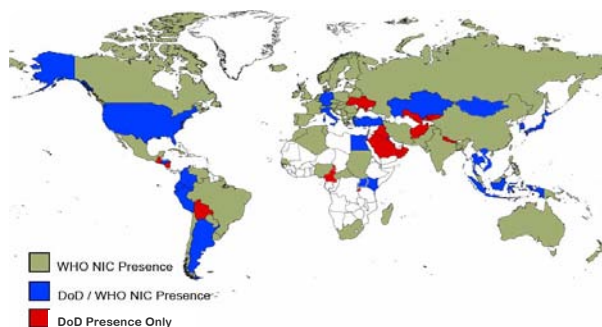 WHO NIC Presence
DoD / WHO NIC Presence
DoD Presence Only